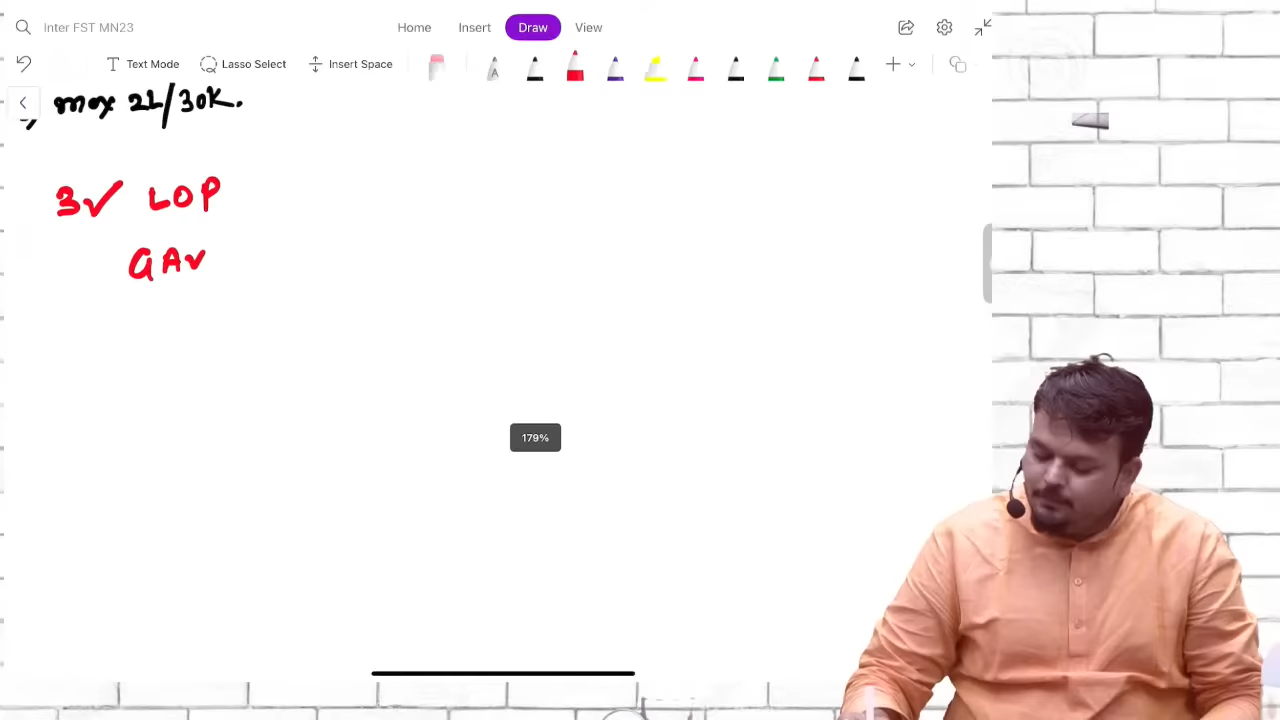 Inter FST MN23
Home Insert Draw View
Text Mode Lasso Select Insert Space
max 2L/30K.
3✓ LOP
GAV
179%